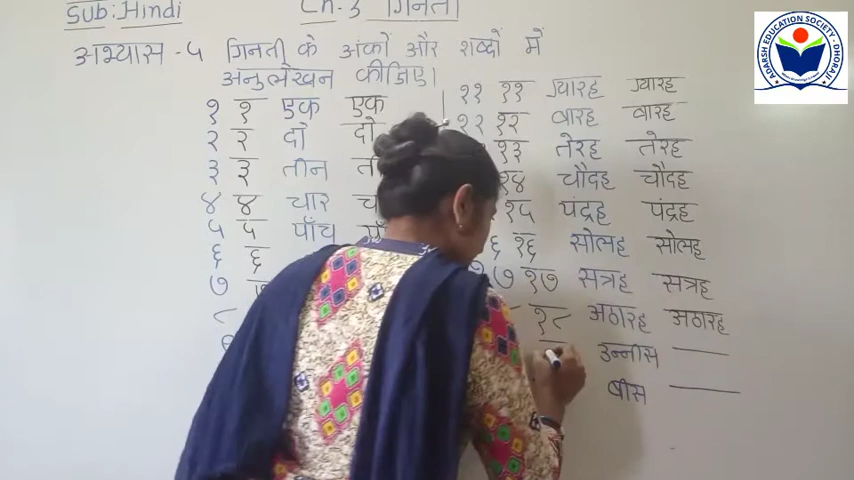 Sub: Hindi
Ch-3 गिनती
अभ्यास - ५ गिनती के अंकों और शब्दों में
अनुलेखन कीजिए।
१ १ एक एक
२ २ दो दो
३ ३ तीन
४ ४ चार
५ ५ पाँच
६ ६
७
११ ११ ग्यारह ग्यारह
१२ १२ बारह बारह
१३ तेरह तेरह
१४ चौदह चौदह
१५ पंद्रह पंद्रह
६ १६ सोलह सोलह
१७ १७ सत्रह सत्रह
१८ अठारह अठारह
उन्नीस
बीस
ADARSH EDUCATION SOCIETY
DHORAJI